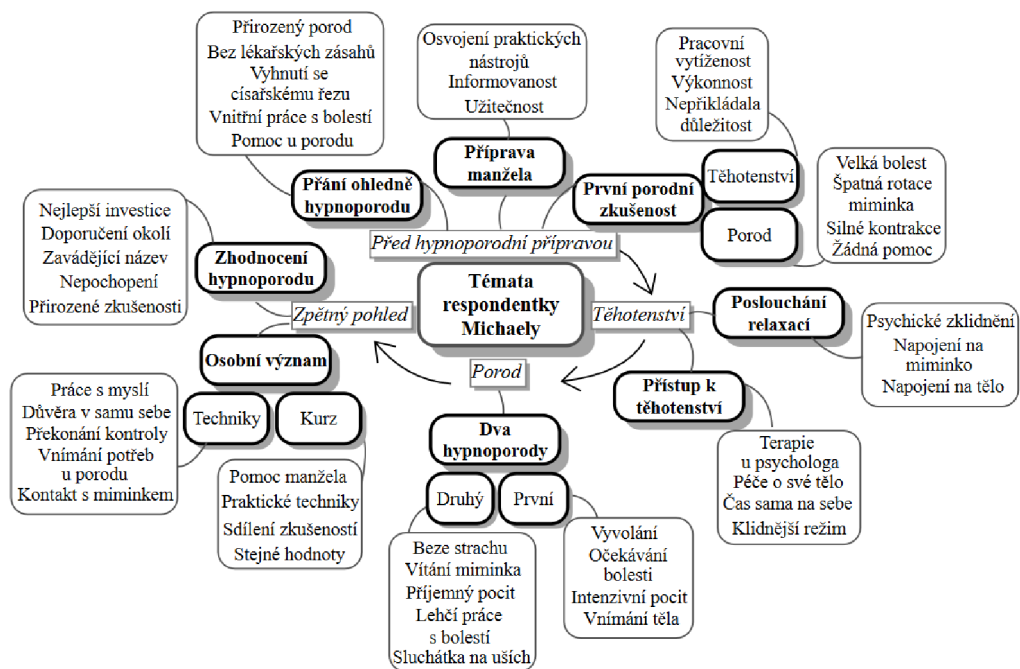 Přirozený porod
Bez lékařských zásahů
Vyhnutí se
císařskému řezu
Vnitřní práce s bolestí
Pomoc u porodu
Osvojení praktických
nástrojů
Informovanost
Užitečnost
Pracovní
vytíženost
Výkonnost
Nepřikládala
důležitost
Přání ohledně
hypnoporodu
Příprava
manžela
První porodní
zkušenost
Těhotenství
Porod
Velká bolest
Špatná rotace
miminka
Silné kontrakce
Žádná pomoc
Před hypnoporodní přípravou
Nejlepší investice
Doporučení okolí
Zavádějící název
Nepochopení
Přirozené zkušenosti
Zhodnocení
hypnoporodu
Zpětný pohled
Témata
respondentky
Michaely
Těhotenství
Poslouchání
relaxací
Psychické zklidnění
Napojení na
miminko
Napojení na tělo
Osobní význam
Porod
Přístup k
těhotenství
Práce s myslí
Důvěra v samu sebe
Překonání kontroly
Vnímání potřeb
u porodu
Kontakt s miminkem
Techniky
Kurz
Dva
hypnoporody
Terapie
u psychologa
Péče o své tělo
Čas sama na sebe
Klidnější režim
Pomoc manžela
Praktické techniky
Sdílení zkušeností
Stejné hodnoty
Druhý
První
Beze strachu
Vítání miminka
Příjemný pocit
Lehčí práce
s bolestí
Sluchátka na uších
Vyvolání
Očekávání
bolesti
Intenzivní pocit
Vnímání těla